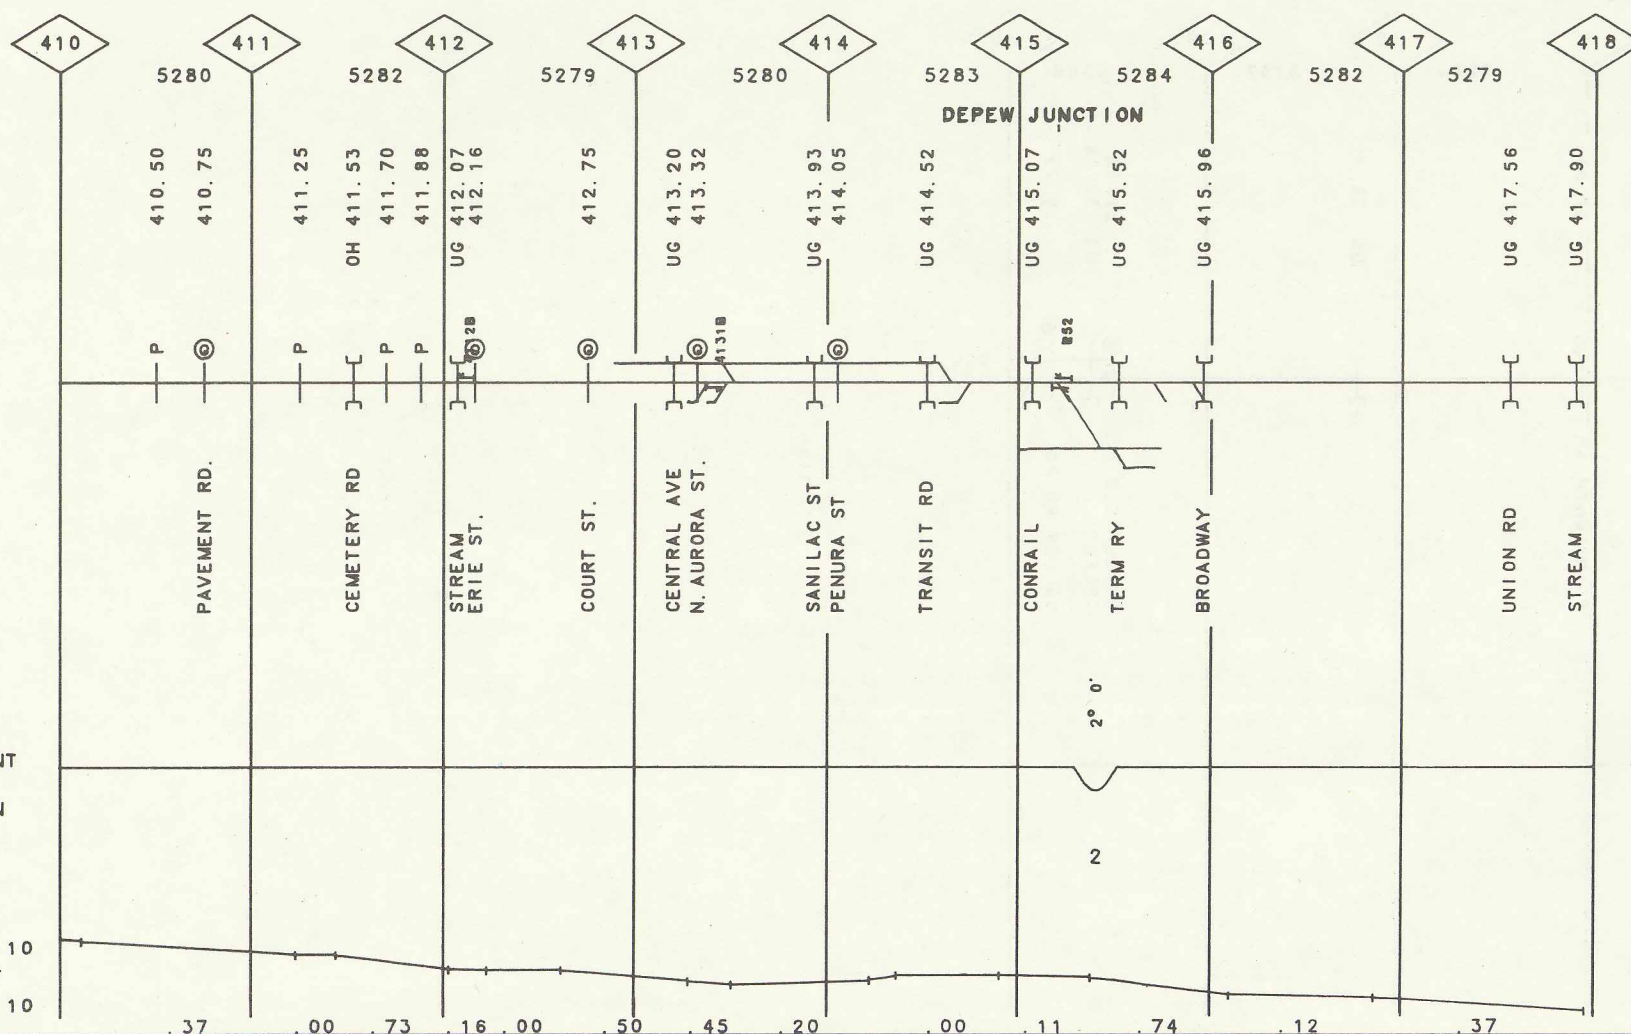 410 411 412 413 414 415 416 417 418
5280 5282 5279 5280 5283 5284 5282 5279
DEPEW JUNCTION
410.50
410.75
411.25
OH 411.53
411.70
411.88
UG 412.07
412.16
412.75
UG 413.20
413.32
UG 413.93
414.05
UG 414.52
UG 415.07
UG 415.52
UG 415.96
UG 417.56
UG 417.90
P
P
P
P
4131B
PAVEMENT RD.
CEMETERY RD
STREAM
ERIE ST.
COURT ST.
CENTRAL AVE
N. AURORA ST.
SANILAC ST
PENURA ST
TRANSIT RD
CONRAIL
TERM RY
BROADWAY
UNION RD
STREAM
2° 0'
NT
2
10
10
.37 .00 .73 .16 .00 .50 .45 .20 .00 .11 .74 .12 .37